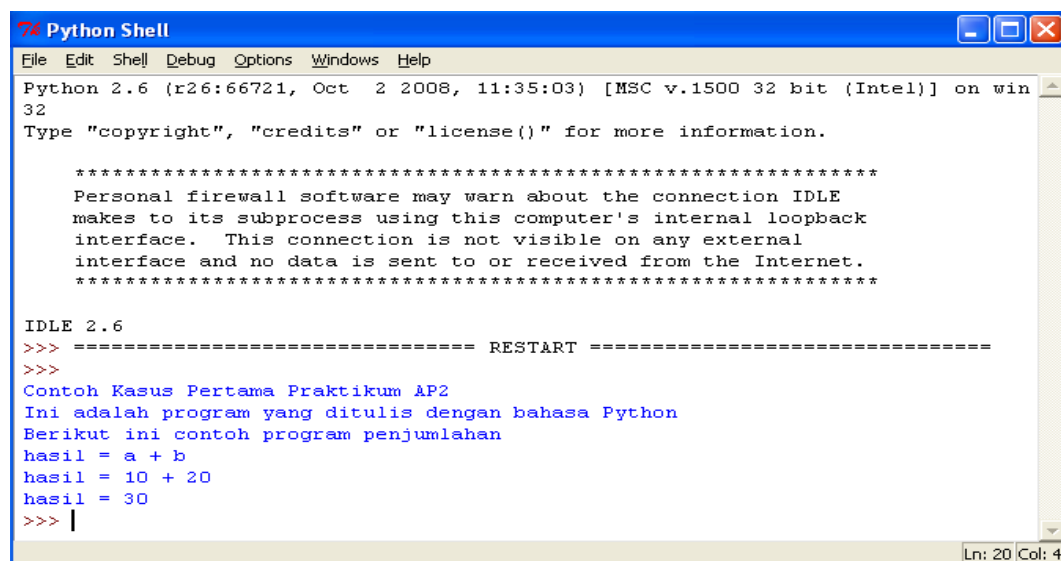 Python Shell
File Edit Shell Debug Options Windows Help
Python 2.6 (r26:66721, Oct  2 2008, 11:35:03) [MSC v.1500 32 bit (Intel)] on win
32
Type "copyright", "credits" or "license()" for more information.
****************************************************************
Personal firewall software may warn about the connection IDLE
makes to its subprocess using this computer's internal loopback
interface.  This connection is not visible on any external
interface and no data is sent to or received from the Internet.
****************************************************************
IDLE 2.6
>>> ================================ RESTART ================================
>>>
Contoh Kasus Pertama Praktikum AP2
Ini adalah program yang ditulis dengan bahasa Python
Berikut ini contoh program penjumlahan
hasil = a + b
hasil = 10 + 20
hasil = 30
>>>
Ln: 20 Col: 4